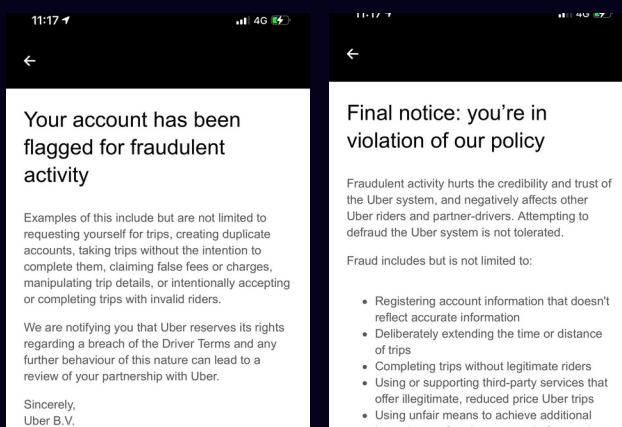 11:17
4G
Your account has been
flagged for fraudulent
activity
Examples of this include but are not limited to
requesting yourself for trips, creating duplicate
accounts, taking trips without the intention to
complete them, claiming false fees or charges,
manipulating trip details, or intentionally accepting
or completing trips with invalid riders.
We are notifying you that Uber reserves its rights
regarding a breach of the Driver Terms and any
further behaviour of this nature can lead to a
review of your partnership with Uber.
Sincerely,
Uber B.V.
11:17
4G
Final notice: you're in
violation of our policy
Fraudulent activity hurts the credibility and trust of
the Uber system, and negatively affects other
Uber riders and partner-drivers. Attempting to
defraud the Uber system is not tolerated.
Fraud includes but is not limited to:
• Registering account information that doesn't
reflect accurate information
• Deliberately extending the time or distance
of trips
• Completing trips without legitimate riders
• Using or supporting third-party services that
offer illegitimate, reduced price Uber trips
• Using unfair means to achieve additional